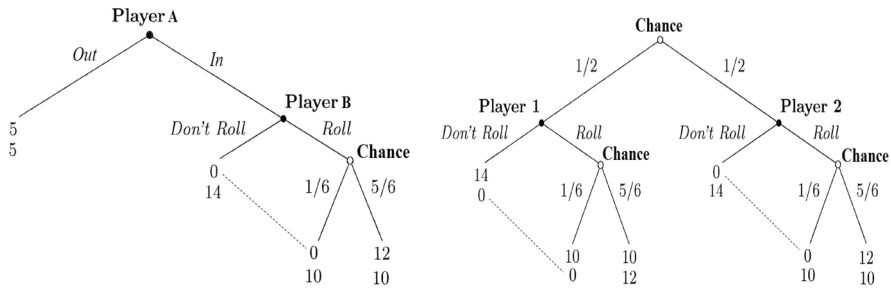 Player A
Out
In
5
5
Player B
Don't Roll
Roll
Chance
0
14
1/6
5/6
0
10
12
10
Chance
1/2
1/2
Player 1
Don't Roll
Roll
Chance
14
0
1/6
5/6
10
0
10
12
Player 2
Don't Roll
Roll
Chance
0
14
1/6
5/6
0
10
12
10